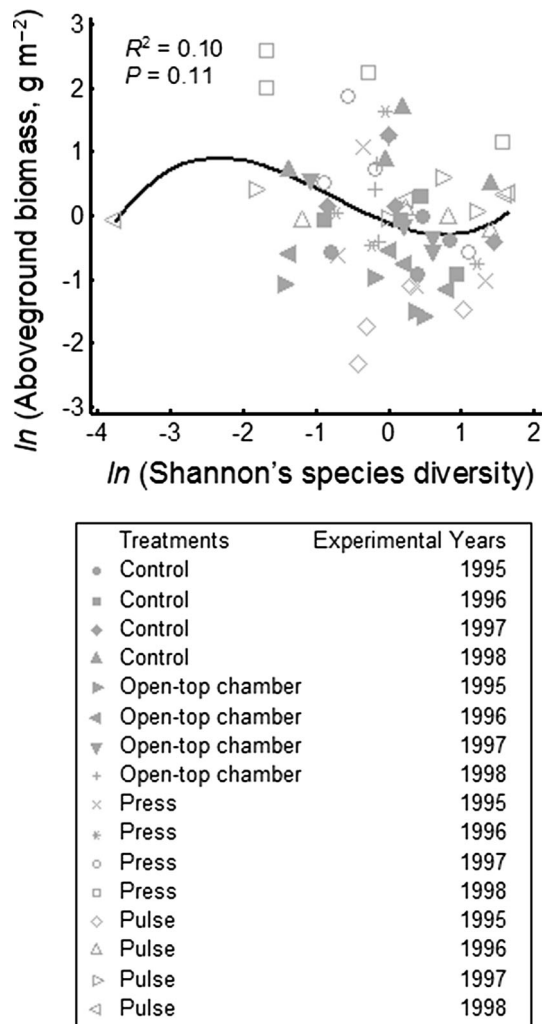 3
R² = 0.10
P = 0.11
2
1
0
-1
-2
-3
ln (Aboveground biomass, g m⁻²)
-4 -3 -2 -1 0 1 2
ln (Shannon's species diversity)
Treatments Experimental Years
Control 1995
Control 1996
Control 1997
Control 1998
Open-top chamber 1995
Open-top chamber 1996
Open-top chamber 1997
Open-top chamber 1998
Press 1995
Press 1996
Press 1997
Press 1998
Pulse 1995
Pulse 1996
Pulse 1997
Pulse 1998